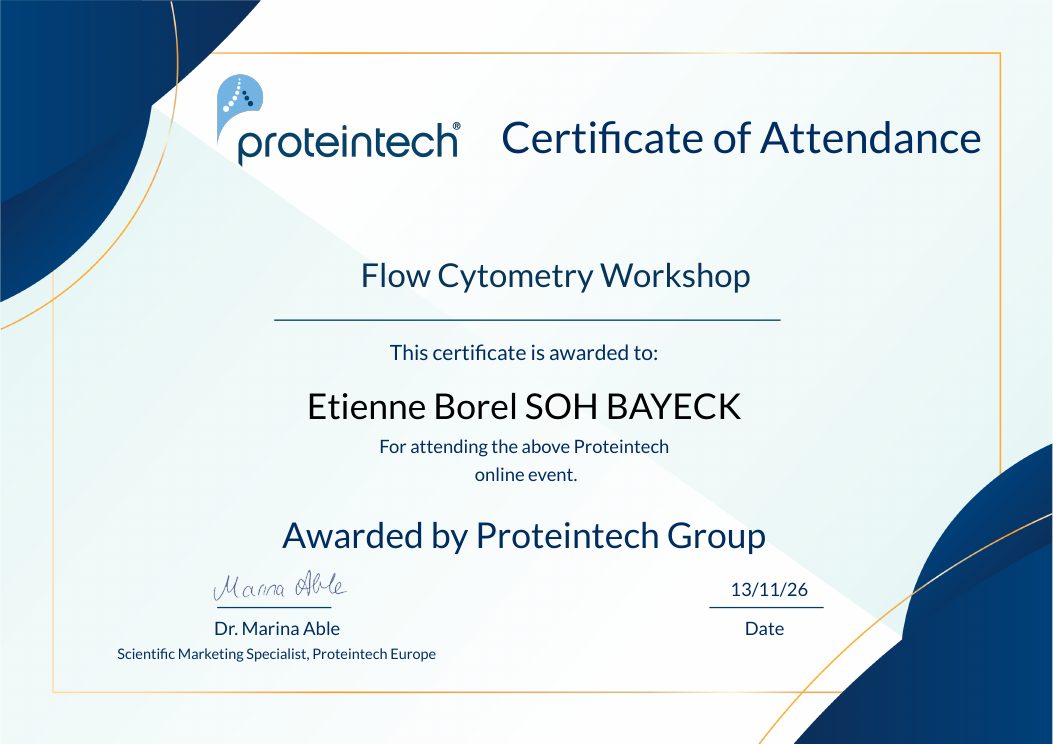 proteintech®
Certificate of Attendance
Flow Cytometry Workshop
This certificate is awarded to:
Etienne Borel SOH BAYECK
For attending the above Proteintech
online event.
Awarded by Proteintech Group
Marina Able
13/11/26
Dr. Marina Able
Date
Scientific Marketing Specialist, Proteintech Europe